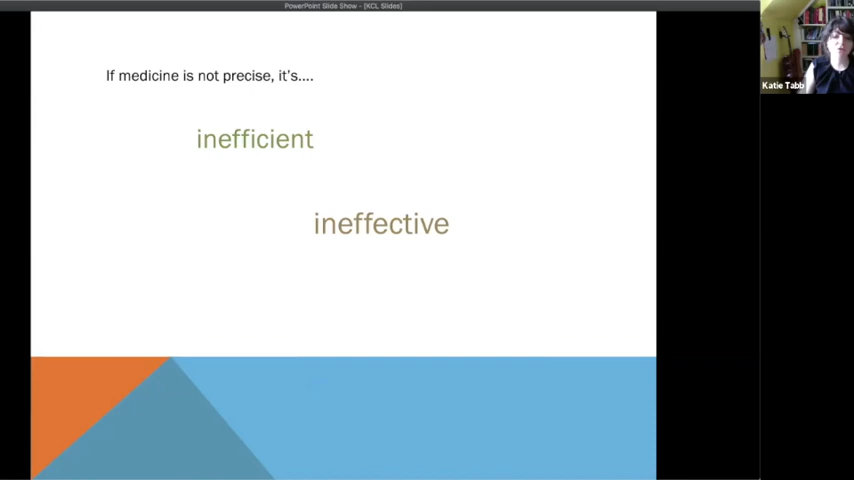 PowerPoint Slide Show - [KCL Slides]
If medicine is not precise, it's....
inefficient
ineffective
Katie Tabb